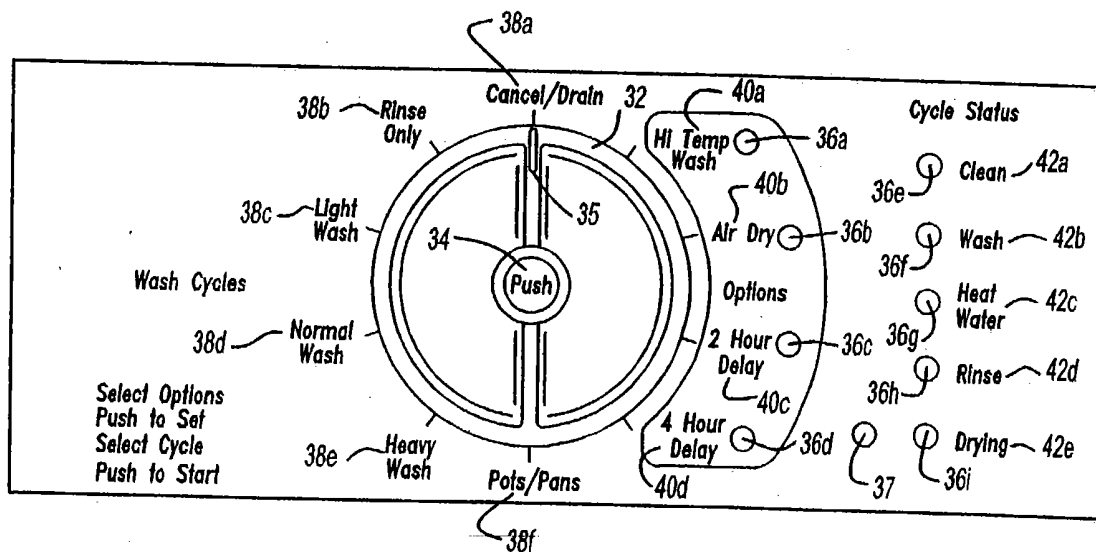 38a
Cancel/Drain
32
40a
38b
Rinse
Only
Hi Temp
Wash
36a
Cycle Status
38c
Light
Wash
35
40b
36e
Clean
42a
34
Air Dry
36b
36f
Wash
42b
Wash Cycles
Push
Options
Heat
Water
42c
36g
38d
Normal
Wash
2 Hour
Delay
36c
36h
Rinse
42d
40c
Select Options
Push to Set
Select Cycle
Push to Start
38e
Heavy
Wash
4 Hour
Delay
36d
Drying
42e
40d
37
36i
Pots/Pans
38f